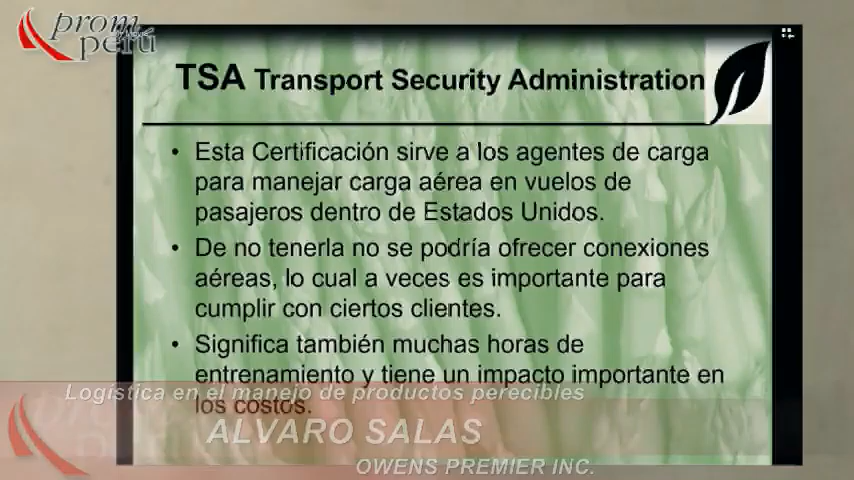 prom
perú
TSA Transport Security Administration
• Esta Certificación sirve a los agentes de carga
para manejar carga aérea en vuelos de
pasajeros dentro de Estados Unidos.
• De no tenerla no se podría ofrecer conexiones
aéreas, lo cual a veces es importante para
cumplir con ciertos clientes.
• Significa también muchas horas de
entrenamiento y tiene un impacto importante en
los costos.
Logística en el manejo de productos perecibles
prom
perú
ALVARO SALAS
OWENS PREMIER INC.